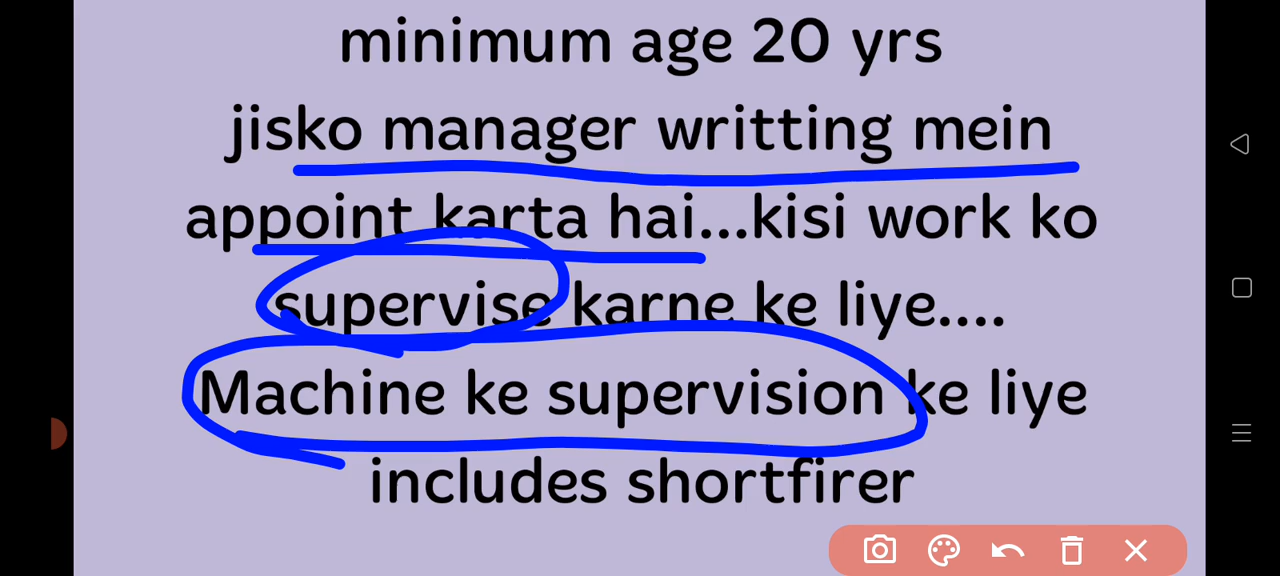 minimum age 20 yrs
jisko manager writting mein
appoint karta hai...kisi work ko
supervise karne ke liye....
Machine ke supervision ke liye
includes shortfirer